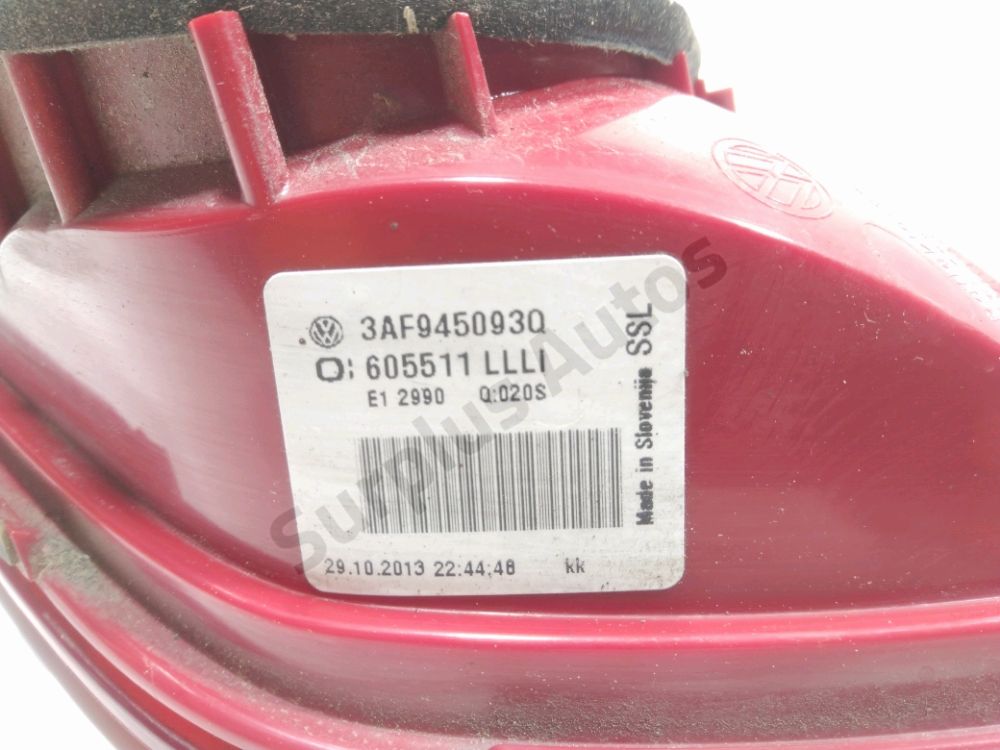 3AF945093Q
O: 605511 LLLI
E1 2990 Q:020S
Made in Slovenija SSL
29.10.2013 22:44:48 kk
Surplus Autos